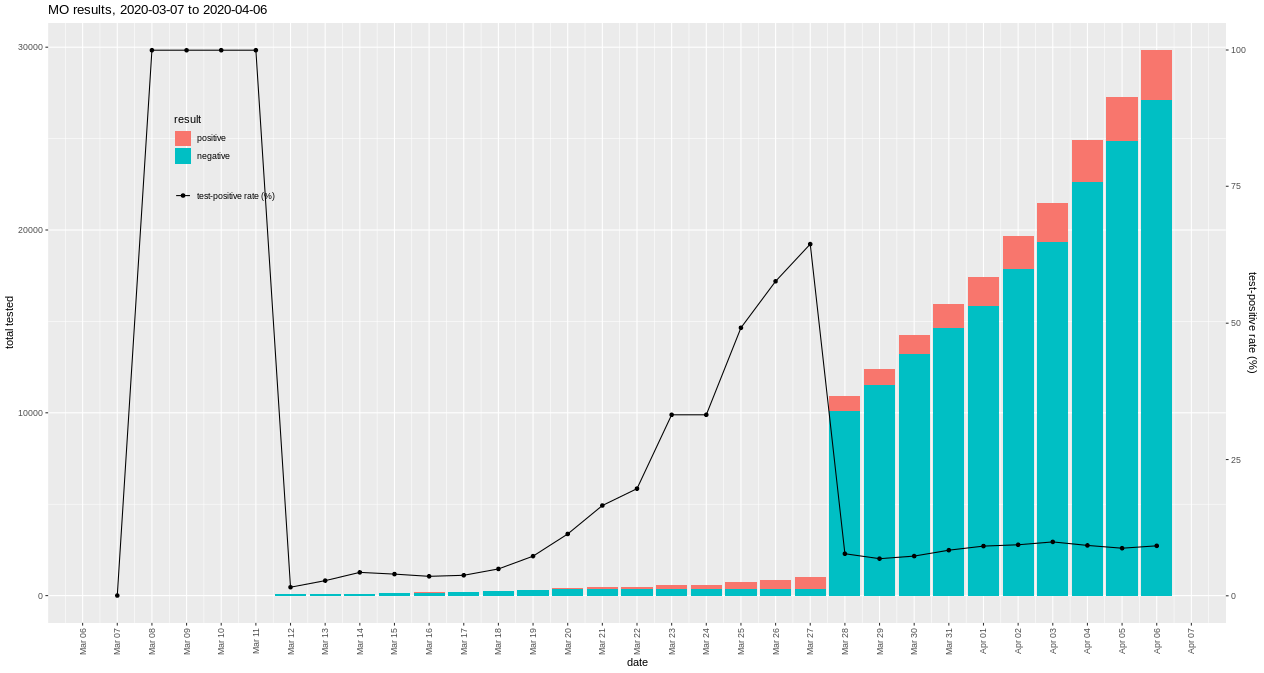 MO results, 2020-03-07 to 2020-04-06
30000
20000
10000
0
total tested
100
75
50
25
0
test-positive rate (%)
result
positive
negative
test-positive rate (%)
Mar 06
Mar 07
Mar 08
Mar 09
Mar 10
Mar 11
Mar 12
Mar 13
Mar 14
Mar 15
Mar 16
Mar 17
Mar 18
Mar 19
Mar 20
Mar 21
Mar 22
Mar 23
Mar 24
Mar 25
Mar 26
Mar 27
Mar 28
Mar 29
Mar 30
Mar 31
Apr 01
Apr 02
Apr 03
Apr 04
Apr 05
Apr 06
Apr 07
date